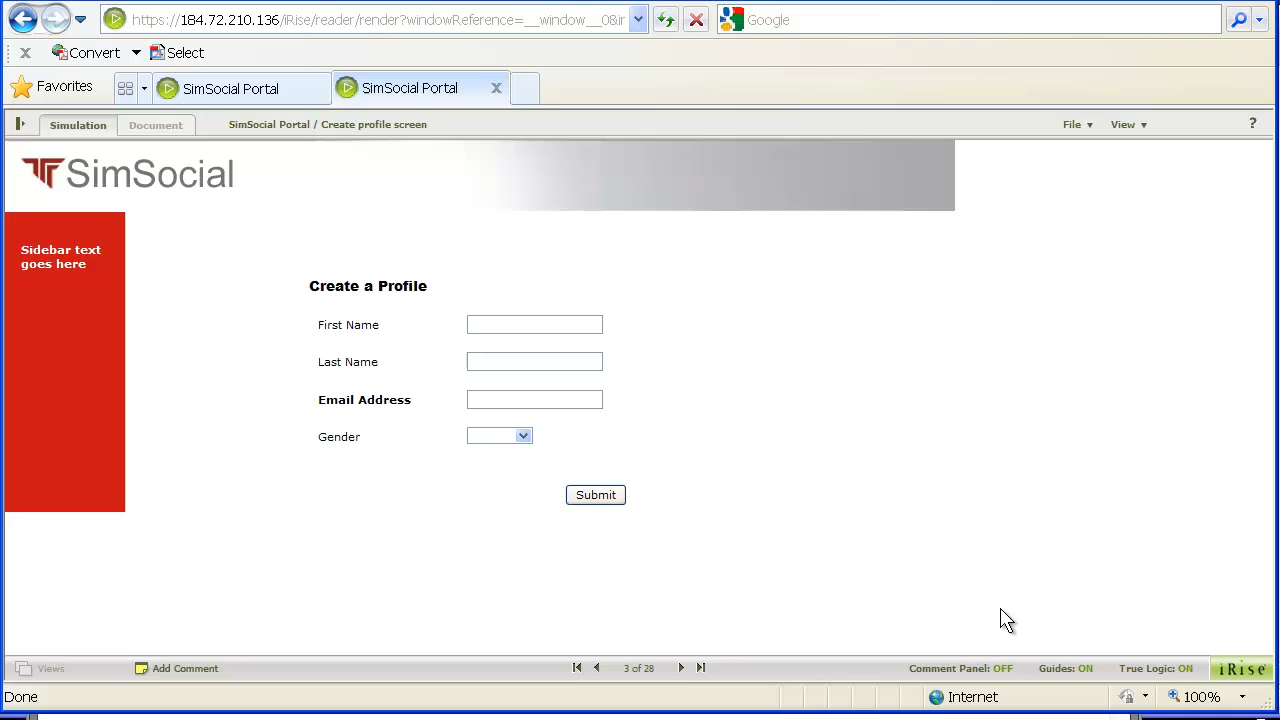 https://184.72.210.136/iRise/reader/render?windowReference=__window__0&ir
Google
Convert
Select
Favorites
SimSocial Portal
SimSocial Portal
Simulation
Document
SimSocial Portal / Create profile screen
File
View
?
SimSocial
Sidebar text
goes here
Create a Profile
First Name
Last Name
Email Address
Gender
Submit
Views
Add Comment
3 of 28
Comment Panel: OFF
Guides: ON
True Logic: ON
iRise
Done
Internet
100%